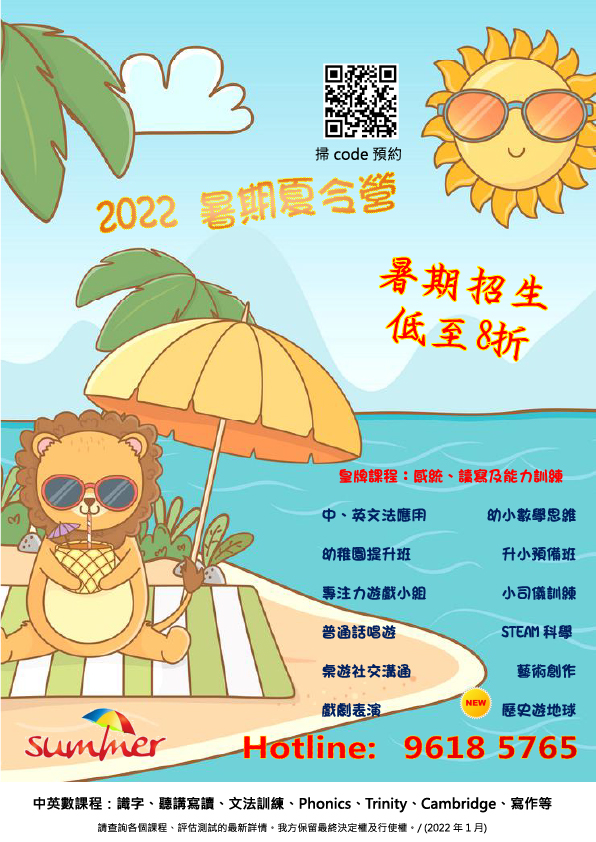 掃 code 預約
2022 暑期夏令營
暑期招生
低至8折
皇牌課程：感統、讀寫及能力訓練
中、英文法應用 幼小數學思維
幼稚園提升班 升小預備班
專注力遊戲小組 小司儀訓練
普通話唱遊 STEAM 科學
桌遊社交溝通 藝術創作
戲劇表演 NEW 歷史遊地球
summer Hotline: 9618 5765
中英數課程：識字、聽講寫讀、文法訓練、Phonics、Trinity、Cambridge、寫作等
請查詢各個課程、評估測試的最新詳情。我方保留最終決定權及行使權。/ (2022 年 1 月)